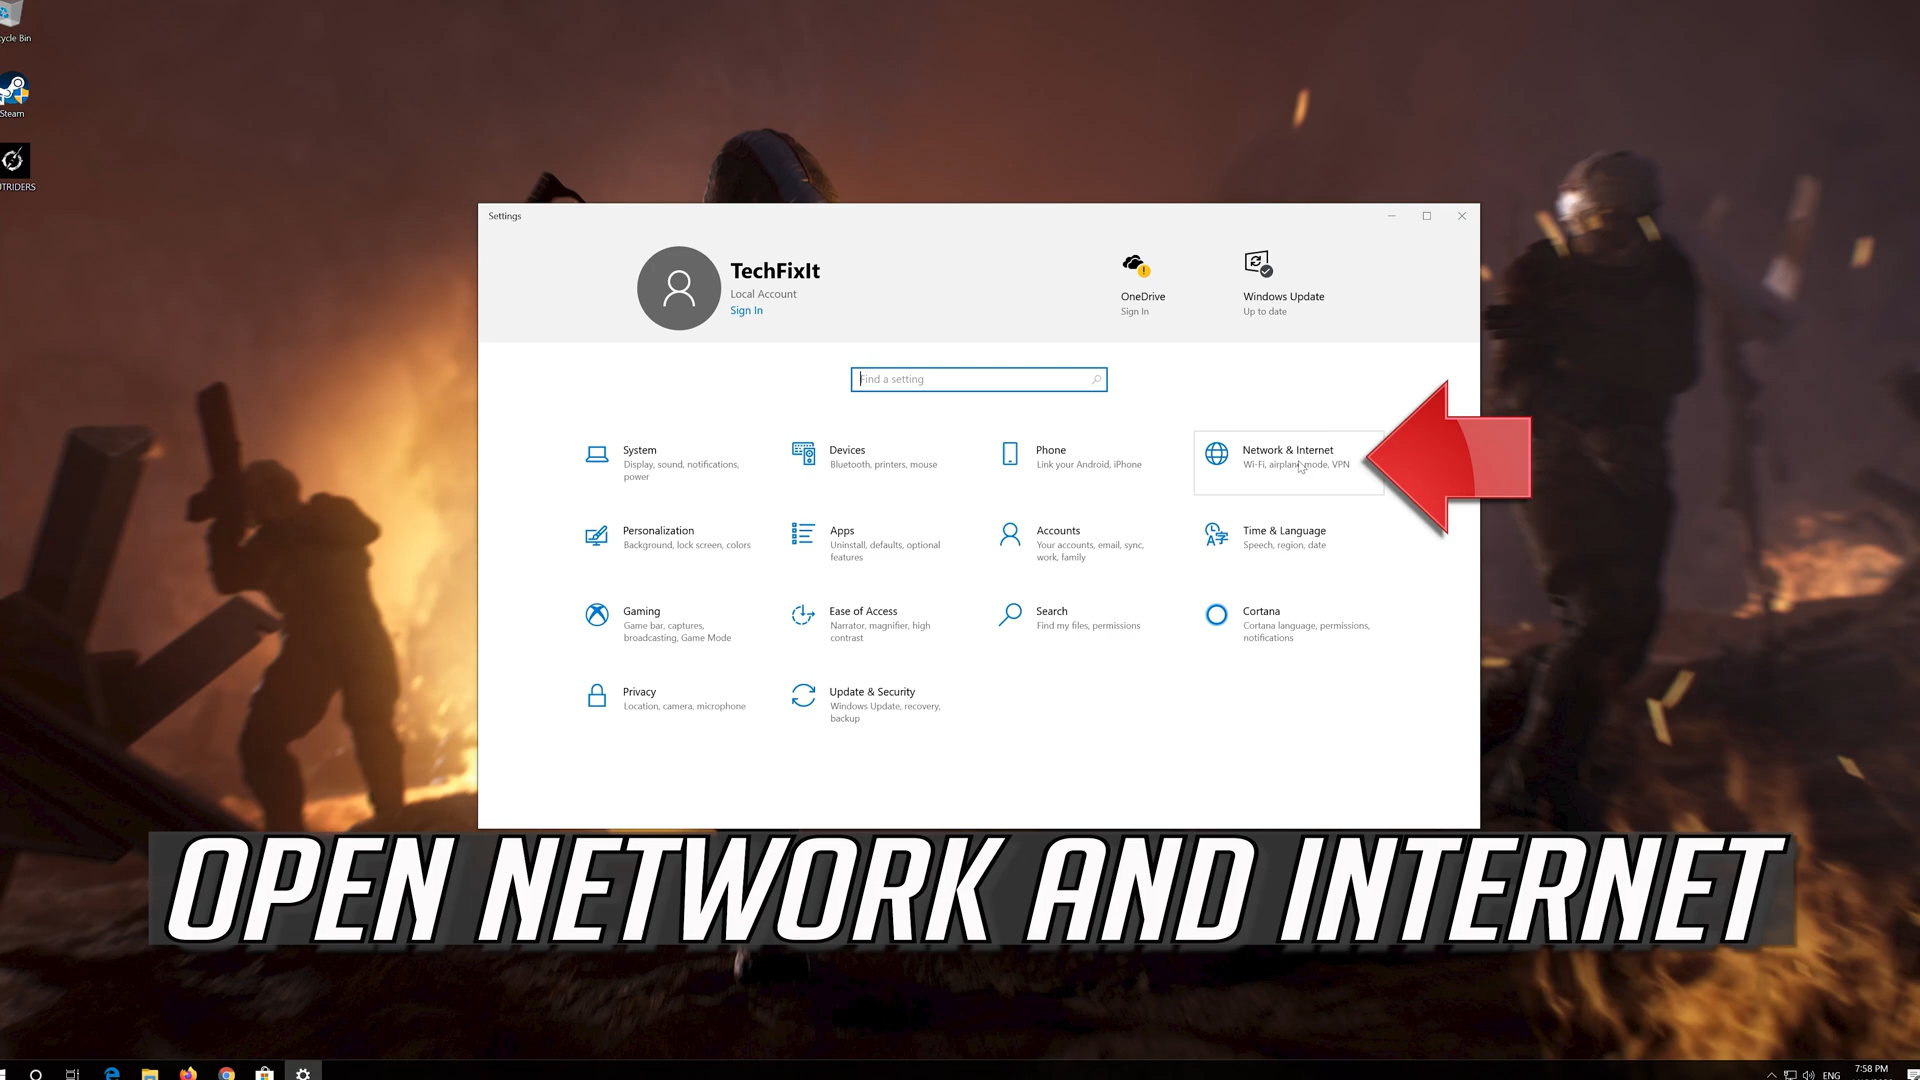 ycle Bin
Steam
UTRIDERS
Settings
TechFixIt
Local Account
Sign In
OneDrive
Sign In
Windows Update
Up to date
Find a setting
System
Display, sound, notifications,
power
Devices
Bluetooth, printers, mouse
Phone
Link your Android, iPhone
Network & Internet
Wi-Fi, airplane mode, VPN
Personalization
Background, lock screen, colors
Apps
Uninstall, defaults, optional
features
Accounts
Your accounts, email, sync,
work, family
Time & Language
Speech, region, date
Gaming
Game bar, captures,
broadcasting, Game Mode
Ease of Access
Narrator, magnifier, high
contrast
Search
Find my files, permissions
Cortana
Cortana language, permissions,
notifications
Privacy
Location, camera, microphone
Update & Security
Windows Update, recovery,
backup
OPEN NETWORK AND INTERNET
ENG
7:58 PM